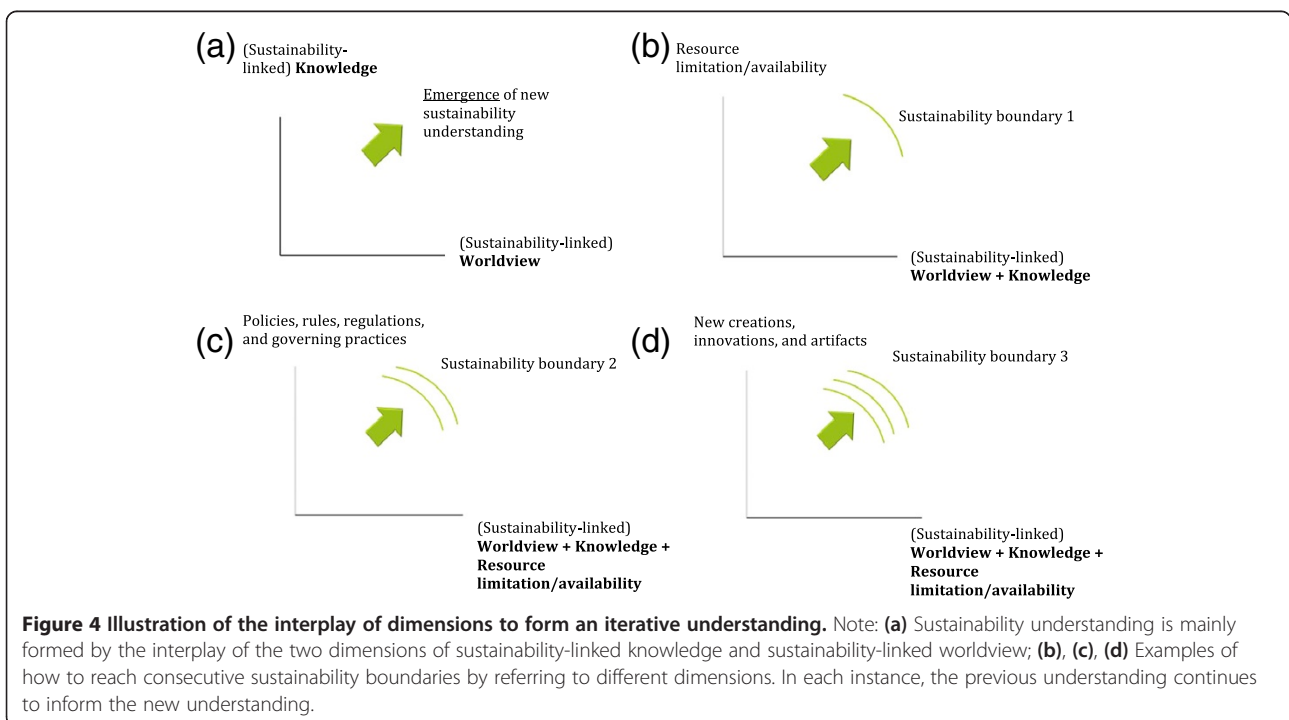 (a) (Sustainability-
linked) Knowledge
Emergence of new
sustainability
understanding
(Sustainability-linked)
Worldview
(b) Resource
limitation/availability
Sustainability boundary 1
(Sustainability-linked)
Worldview + Knowledge
(c) Policies, rules, regulations,
and governing practices
Sustainability boundary 2
(Sustainability-linked)
Worldview + Knowledge +
Resource
limitation/availability
(d) New creations,
innovations, and artifacts
Sustainability boundary 3
(Sustainability-linked)
Worldview + Knowledge +
Resource
limitation/availability
Figure 4 Illustration of the interplay of dimensions to form an iterative understanding. Note: (a) Sustainability understanding is mainly
formed by the interplay of the two dimensions of sustainability-linked knowledge and sustainability-linked worldview; (b), (c), (d) Examples of
how to reach consecutive sustainability boundaries by referring to different dimensions. In each instance, the previous understanding continues
to inform the new understanding.